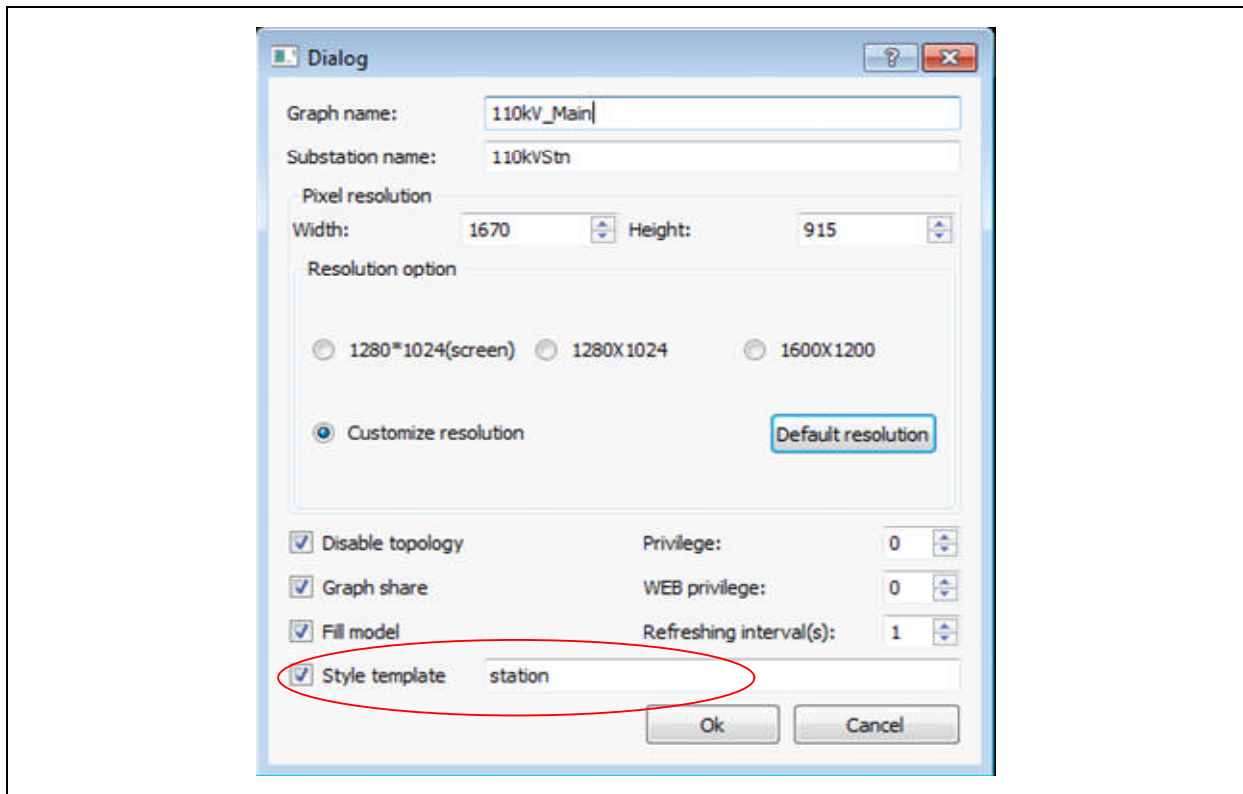 Dialog
Graph name: 110kV_Main
Substation name: 110kVStn
Pixel resolution
Width: 1670 Height: 915
Resolution option
1280*1024(screen) 1280X1024 1600X1200
Customize resolution Default resolution
Disable topology Privilege: 0
Graph share WEB privilege: 0
Fill model Refreshing interval(s): 1
Style template station
Ok Cancel